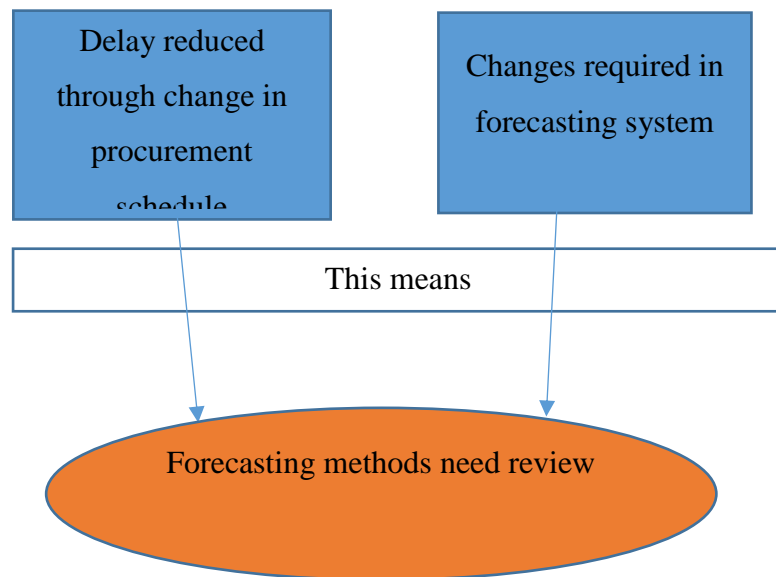 Delay reduced
through change in
procurement
schedule
Changes required in
forecasting system
This means
Forecasting methods need review